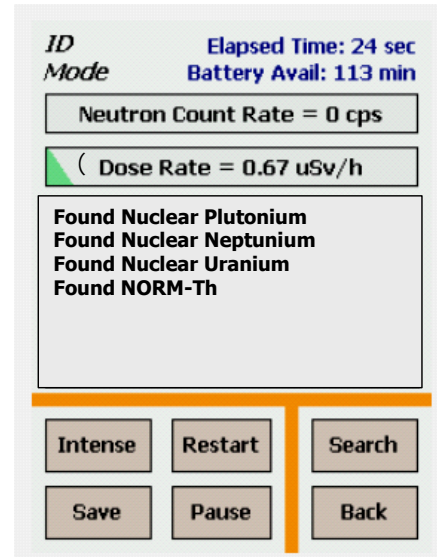 ID
Mode
Elapsed Time: 24 sec
Battery Avail: 113 min
Neutron Count Rate = 0 cps
( Dose Rate = 0.67 uSv/h
Found Nuclear Plutonium
Found Nuclear Neptunium
Found Nuclear Uranium
Found NORM-Th
Intense Restart Search
Save Pause Back